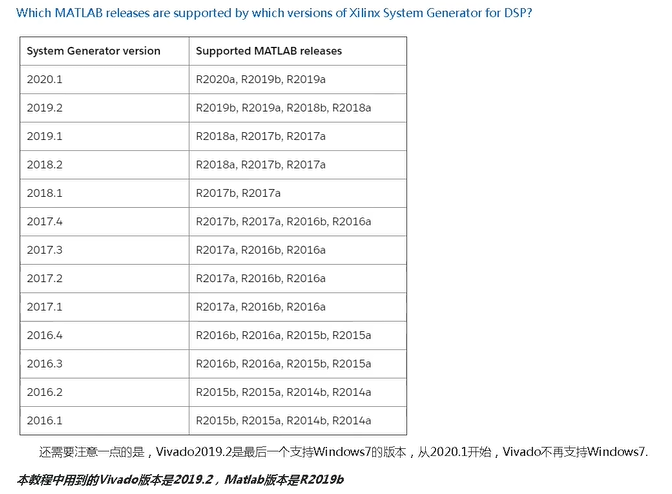 Which MATLAB releases are supported by which versions of Xilinx System Generator for DSP?
System Generator version Supported MATLAB releases
2020.1 R2020a, R2019b, R2019a
2019.2 R2019b, R2019a, R2018b, R2018a
2019.1 R2018a, R2017b, R2017a
2018.2 R2018a, R2017b, R2017a
2018.1 R2017b, R2017a
2017.4 R2017b, R2017a, R2016b, R2016a
2017.3 R2017a, R2016b, R2016a
2017.2 R2017a, R2016b, R2016a
2017.1 R2017a, R2016b, R2016a
2016.4 R2016b, R2016a, R2015b, R2015a
2016.3 R2016b, R2016a, R2015b, R2015a
2016.2 R2015b, R2015a, R2014b, R2014a
2016.1 R2015b, R2015a, R2014b, R2014a
还需要注意一点的是，Vivado2019.2是最后一个支持Windows7的版本，从2020.1开始，Vivado不再支持Windows7.
本教程中用到的Vivado版本是2019.2，Matlab版本是R2019b